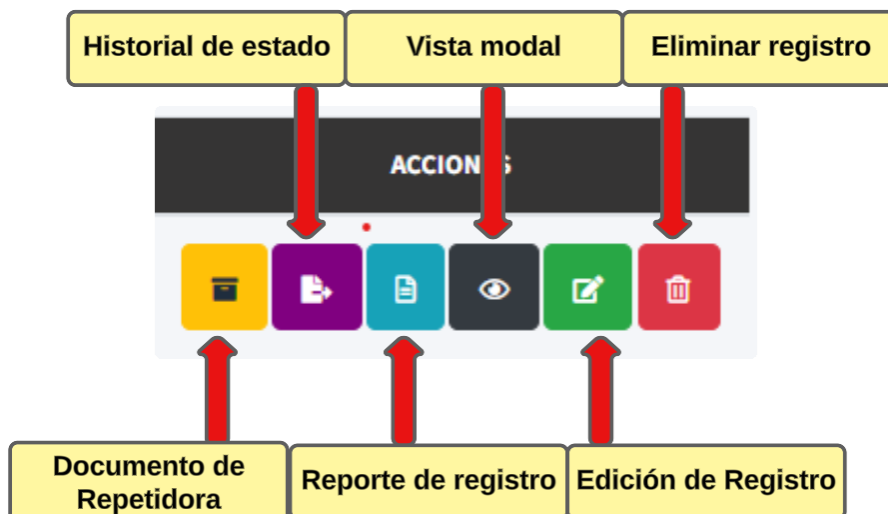 Historial de estado
Vista modal
Eliminar registro
Documento de
Repetidora
Reporte de registro
Edición de Registro